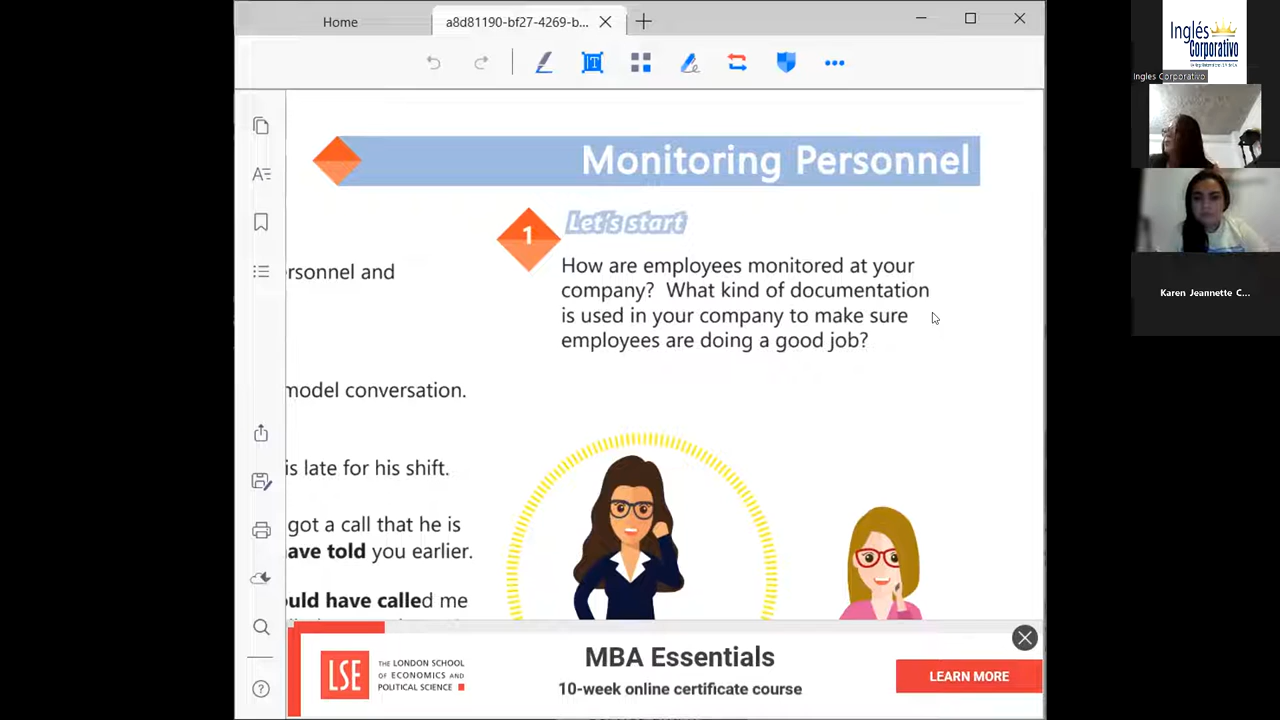 Home
a8d81190-bf27-4269-b...
Monitoring Personnel
1
Let's start
How are employees monitored at your
company? What kind of documentation
is used in your company to make sure
employees are doing a good job?
rsonnel and
model conversation.
is late for his shift.
got a call that he is
ave told you earlier.
uld have called me
LSE
THE LONDON SCHOOL
OF ECONOMICS AND
POLITICAL SCIENCE
MBA Essentials
10-week online certificate course
LEARN MORE
Inglés
Corporativo
Ingles Corporativo
Karen Jeannette C...